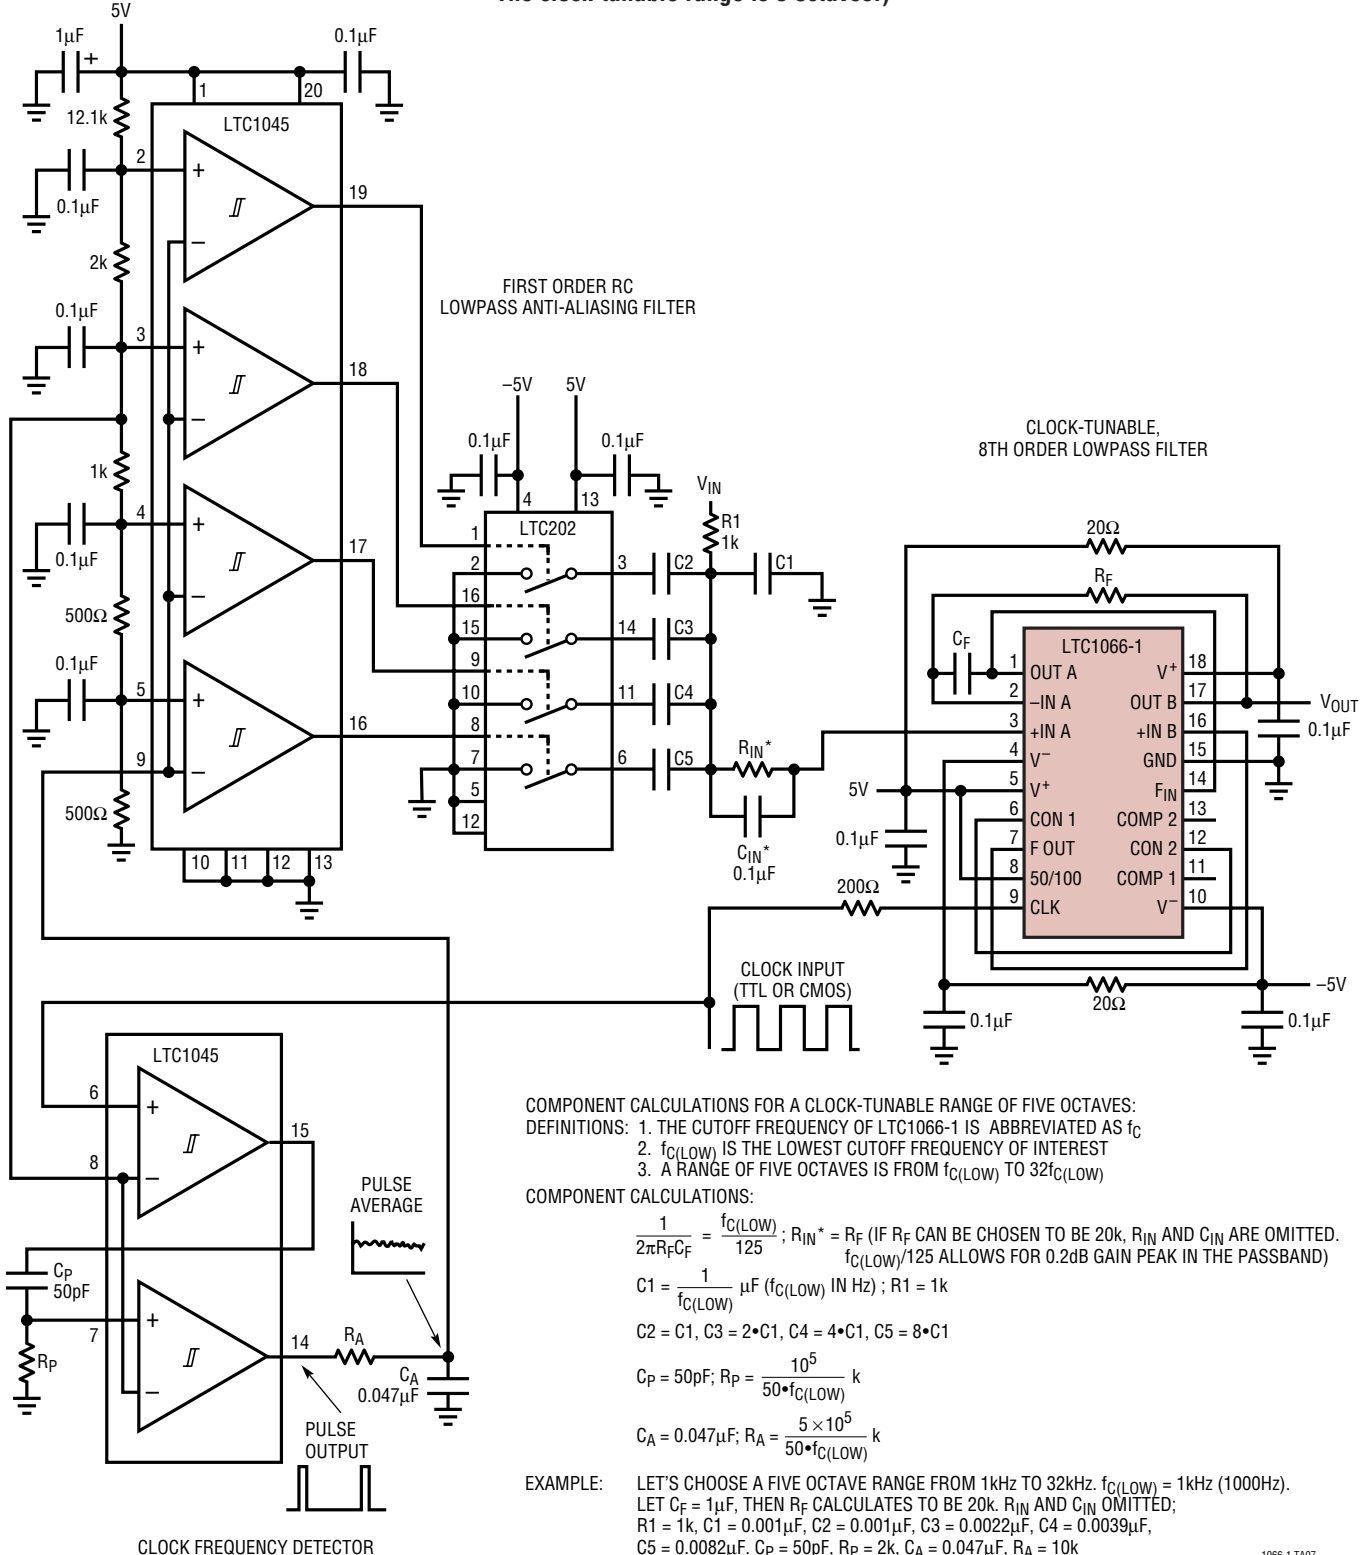 The clock-tunable range is 5 octaves.)
5V
1µF
+
0.1µF
1
20
12.1k
LTC1045
2
+
19
0.1µF
−
2k
FIRST ORDER RC
LOWPASS ANTI-ALIASING FILTER
0.1µF
3
+
18
−
–5V
5V
0.1µF
0.1µF
4
13
CLOCK-TUNABLE,
8TH ORDER LOWPASS FILTER
1k
4
+
17
0.1µF
−
VIN
R1
1k
LTC202
1
2
3
C2
C1
16
15
14
C3
9
10
11
C4
8
7
6
C5
5
12
500Ω
0.1µF
5
+
16
9
−
500Ω
10
11
12
13
RIN*
CIN*
0.1µF
20Ω
RF
CF
LTC1066-1
1
OUT A
V+
18
2
–IN A
OUT B
17
VOUT
0.1µF
3
+IN A
+IN B
16
4
V−
GND
15
5V
5
V+
FIN
14
6
CON 1
COMP 2
13
0.1µF
7
F OUT
CON 2
12
8
50/100
COMP 1
11
200Ω
9
CLK
V−
10
CLOCK INPUT
(TTL OR CMOS)
20Ω
–5V
0.1µF
0.1µF
LTC1045
6
+
15
8
−
PULSE
AVERAGE
CP
50pF
7
+
14
RA
RP
−
CA
0.047µF
PULSE
OUTPUT
CLOCK FREQUENCY DETECTOR
COMPONENT CALCULATIONS FOR A CLOCK-TUNABLE RANGE OF FIVE OCTAVES:
DEFINITIONS: 1. THE CUTOFF FREQUENCY OF LTC1066-1 IS ABBREVIATED AS fC
2. fC(LOW) IS THE LOWEST CUTOFF FREQUENCY OF INTEREST
3. A RANGE OF FIVE OCTAVES IS FROM fC(LOW) TO 32fC(LOW)
COMPONENT CALCULATIONS:
1/2πRFCF = fC(LOW)/125 ; RIN* = RF (IF RF CAN BE CHOSEN TO BE 20k, RIN AND CIN ARE OMITTED.
fC(LOW)/125 ALLOWS FOR 0.2dB GAIN PEAK IN THE PASSBAND)
C1 = 1/fC(LOW) µF (fC(LOW) IN Hz) ; R1 = 1k
C2 = C1, C3 = 2•C1, C4 = 4•C1, C5 = 8•C1
CP = 50pF; RP = 10^5/50•fC(LOW) k
CA = 0.047µF; RA = 5 × 10^5/50•fC(LOW) k
EXAMPLE: LET'S CHOOSE A FIVE OCTAVE RANGE FROM 1kHz TO 32kHz. fC(LOW) = 1kHz (1000Hz).
LET CF = 1µF, THEN RF CALCULATES TO BE 20k. RIN AND CIN OMITTED;
R1 = 1k, C1 = 0.001µF, C2 = 0.001µF, C3 = 0.0022µF, C4 = 0.0039µF,
C5 = 0.0082µF. CP = 50pF, RP = 2k, CA = 0.047µF, RA = 10k
1066-1 TA07